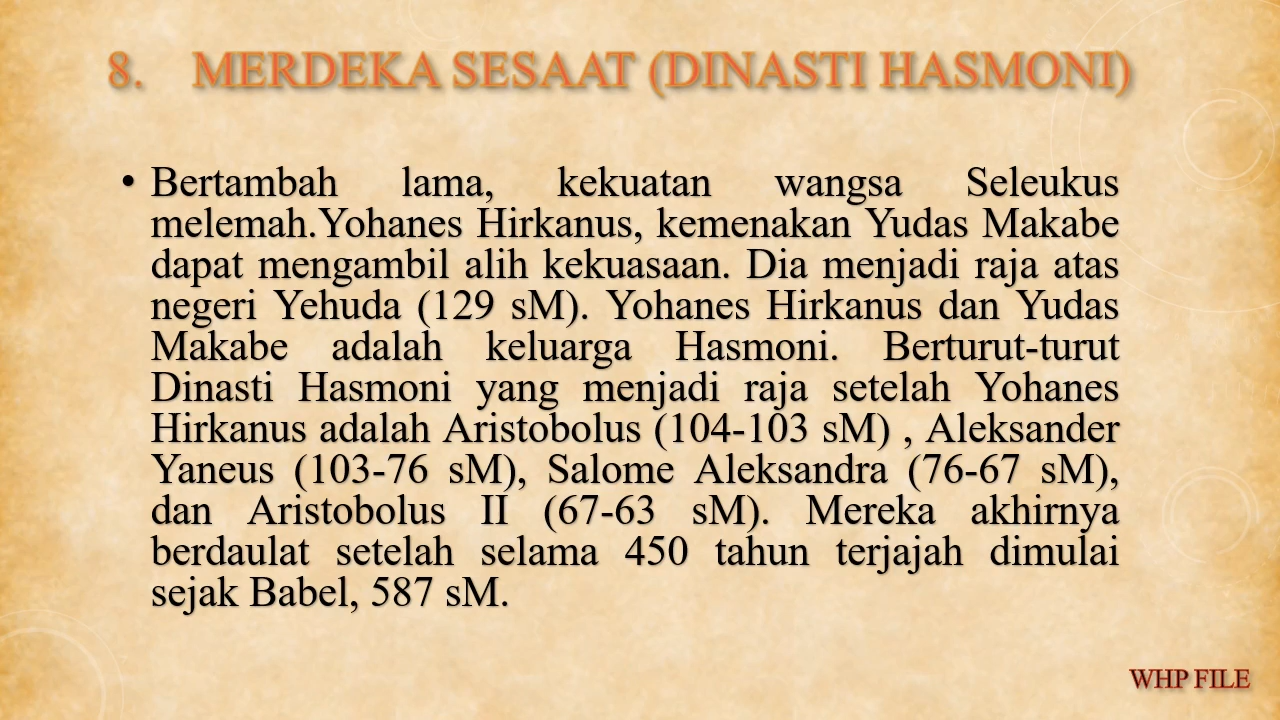 8. MERDEKA SESAAT (DINASTI HASMONI)
• Bertambah lama, kekuatan wangsa Seleukus
melemah.Yohanes Hirkanus, kemenakan Yudas Makabe
dapat mengambil alih kekuasaan. Dia menjadi raja atas
negeri Yehuda (129 sM). Yohanes Hirkanus dan Yudas
Makabe adalah keluarga Hasmoni. Berturut-turut
Dinasti Hasmoni yang menjadi raja setelah Yohanes
Hirkanus adalah Aristobolus (104-103 sM) , Aleksander
Yaneus (103-76 sM), Salome Aleksandra (76-67 sM),
dan Aristobolus II (67-63 sM). Mereka akhirnya
berdaulat setelah selama 450 tahun terjajah dimulai
sejak Babel, 587 sM.
WHP FILE